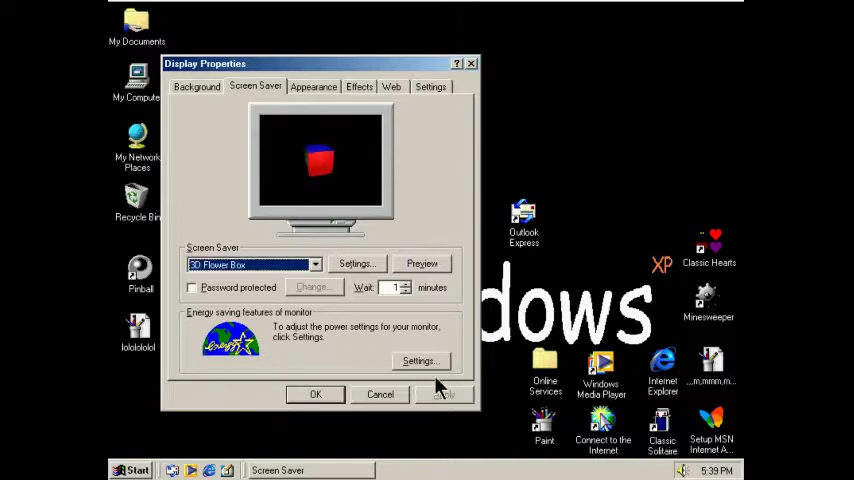 My Documents
My Compute
My Network
Places
Recycle Bin
Pinball
lolololol
Display Properties
Background
Screen Saver
Appearance
Effects
Web
Settings
Screen Saver
3D Flower Box
Settings...
Preview
Password protected
Change...
Wait:
1
minutes
Energy saving features of monitor
To adjust the power settings for your monitor,
click Settings.
Energy
Settings...
OK
Cancel
Outlook
Express
Classic Hearts
XP
dows
Minesweeper
Online
Services
Windows
Media Player
Internet
Explorer
,,m,mmm,m...
Paint
Connect to the
Internet
Classic
Solitaire
Setup MSN
Internet A...
Start
Screen Saver
5:39 PM